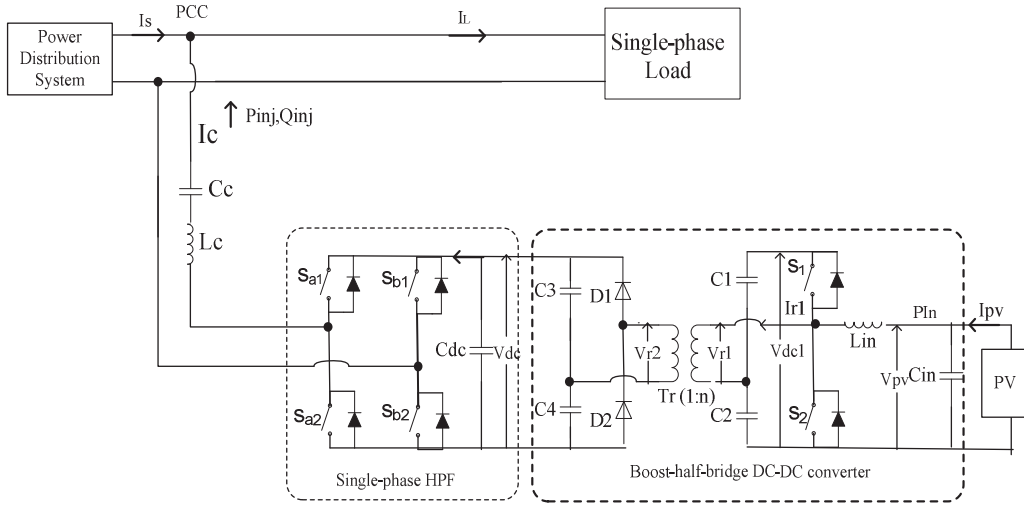 Power
Distribution
System
Is
PCC
IL
Single-phase
Load
Pinj,Qinj
Ic
Cc
Lc
Sa1
Sb1
Sa2
Sb2
Cdc
Vdc
C3
C4
D1
D2
Vr2
Vr1
Tr (1:n)
C1
C2
Vdc1
S1
S2
Ir1
Lin
PIn
Ipv
Vpv
Cin
PV
Single-phase HPF
Boost-half-bridge DC-DC converter